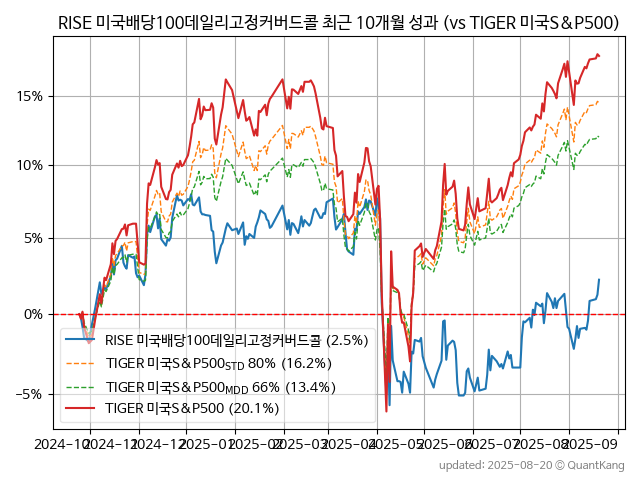 RISE 미국배당100데일리고정커버드콜 최근 10개월 성과 (vs TIGER 미국S&P500)
15%
10%
5%
0%
−5%
RISE 미국배당100데일리고정커버드콜 (2.5%)
TIGER 미국S&P500STD 80% (16.2%)
TIGER 미국S&P500MDD 66% (13.4%)
TIGER 미국S&P500 (20.1%)
2024-10 2024-11 2024-12 2025-01 2025-02 2025-03 2025-04 2025-05 2025-06 2025-07 2025-08 2025-09
updated: 2025-08-20 © QuantKang